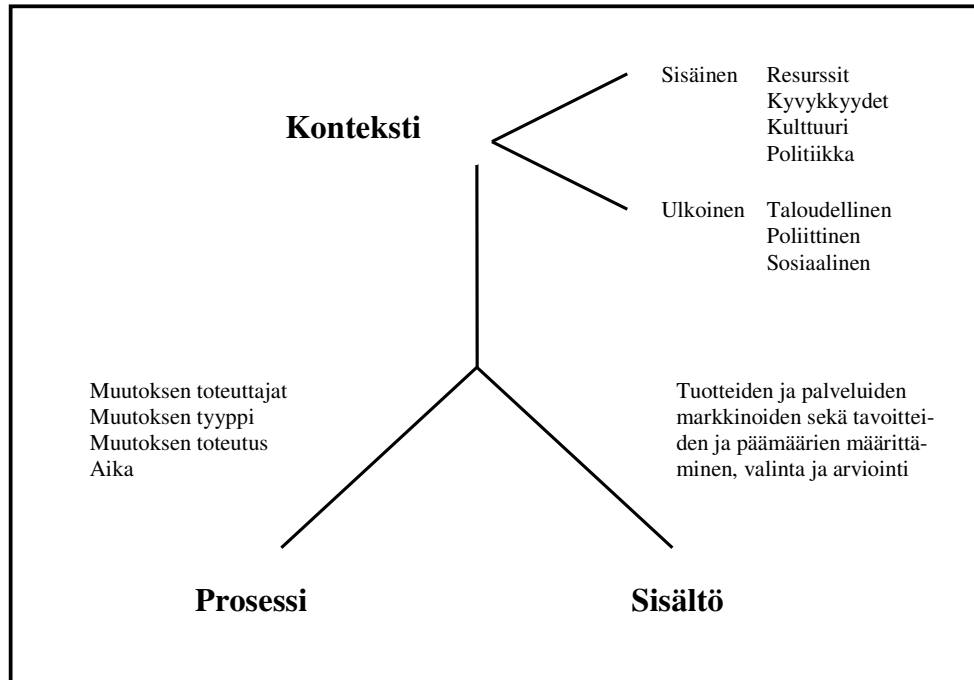 Konteksti
Sisäinen Resurssit
Kyvykkyydet
Kulttuuri
Politiikka
Ulkoinen Taloudellinen
Poliittinen
Sosiaalinen
Muutoksen toteuttajat
Muutoksen tyyppi
Muutoksen toteutus
Aika
Tuotteiden ja palveluiden
markkinoiden sekä tavoittei-
den ja päämäärien määrittä-
minen, valinta ja arviointi
Prosessi
Sisältö